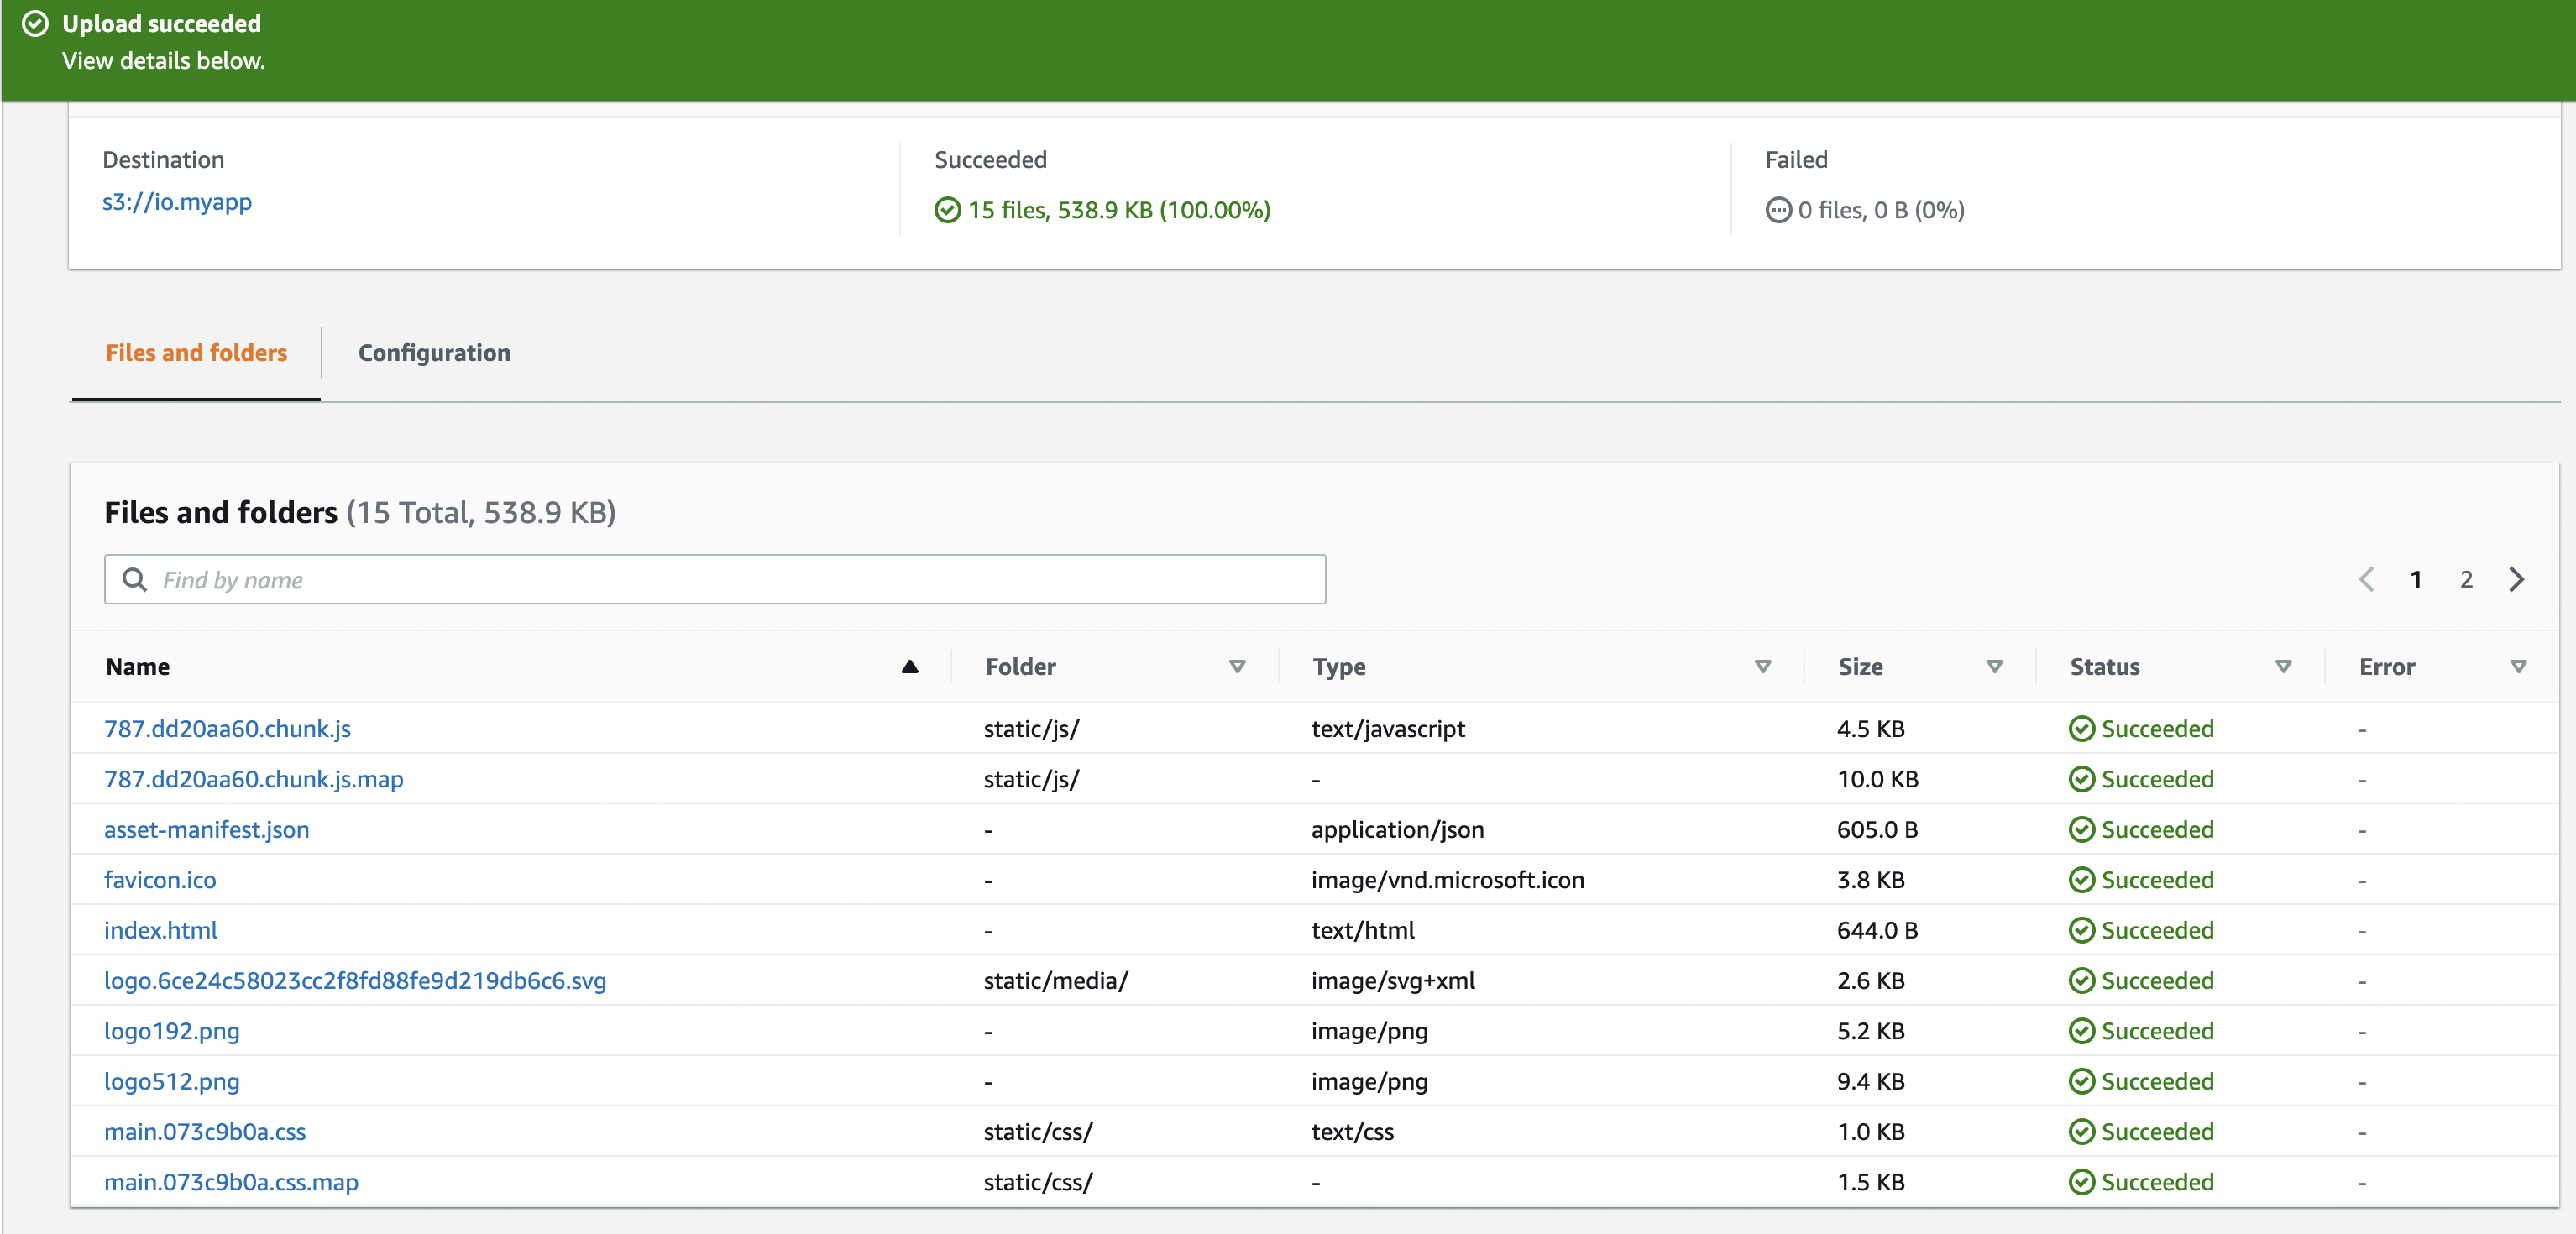 Upload succeeded
View details below.
Destination Succeeded Failed
s3://io.myapp 15 files, 538.9 KB (100.00%) 0 files, 0 B (0%)
Files and folders Configuration
Files and folders (15 Total, 538.9 KB)
Find by name 1 2
Name Folder Type Size Status Error
787.dd20aa60.chunk.js static/js/ text/javascript 4.5 KB Succeeded -
787.dd20aa60.chunk.js.map static/js/ - 10.0 KB Succeeded -
asset-manifest.json - application/json 605.0 B Succeeded -
favicon.ico - image/vnd.microsoft.icon 3.8 KB Succeeded -
index.html - text/html 644.0 B Succeeded -
logo.6ce24c58023cc2f8fd88fe9d219db6c6.svg static/media/ image/svg+xml 2.6 KB Succeeded -
logo192.png - image/png 5.2 KB Succeeded -
logo512.png - image/png 9.4 KB Succeeded -
main.073c9b0a.css static/css/ text/css 1.0 KB Succeeded -
main.073c9b0a.css.map static/css/ - 1.5 KB Succeeded -